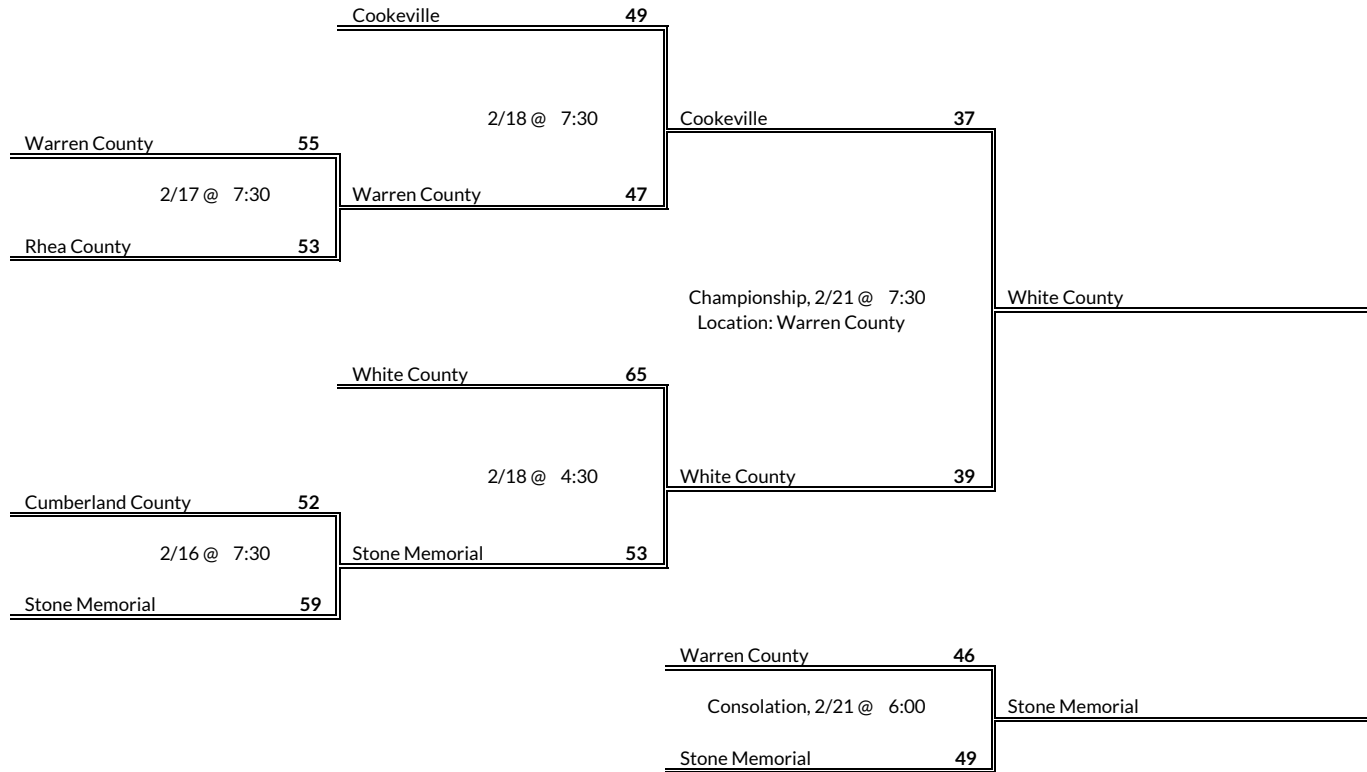 Cookeville 49
2/18 @ 7:30
Cookeville 37
Warren County 55
2/17 @ 7:30
Warren County 47
Rhea County 53
Championship, 2/21 @ 7:30
Location: Warren County
White County
White County 65
2/18 @ 4:30
White County 39
Cumberland County 52
2/16 @ 7:30
Stone Memorial 53
Stone Memorial 59
Warren County 46
Consolation, 2/21 @ 6:00
Stone Memorial
Stone Memorial 49